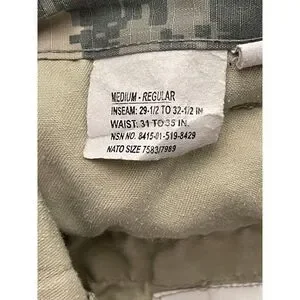 MEDIUM - REGULAR
INSEAM: 29-1/2 TO 32-1/2 IN
WAIST: 31 TO 35 IN.
NSN NO. 8415-01-519-8429
NATO SIZE 7583/7989